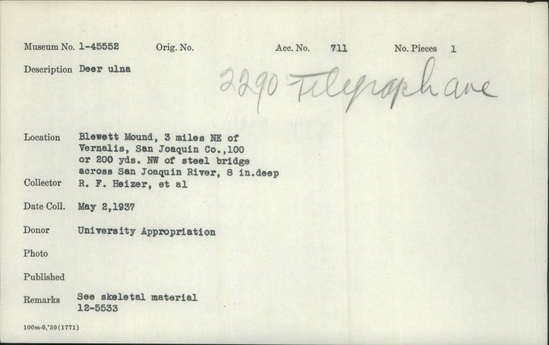 Museum No. 1-45552 Orig. No. Acc. No. 711 No. Pieces 1
Description Deer ulna
2290 Telegraph ave
Location Blewett Mound, 3 miles NE of
Vernalis, San Joaquin Co.,100
or 200 yds. NW of steel bridge
across San Joaquin River, 8 in.deep
Collector R. F. Heizer, et al
Date Coll. May 2,1937
Donor University Appropriation
Photo
Published
Remarks See skeletal material
12-5533
100m-9,'39(1771)